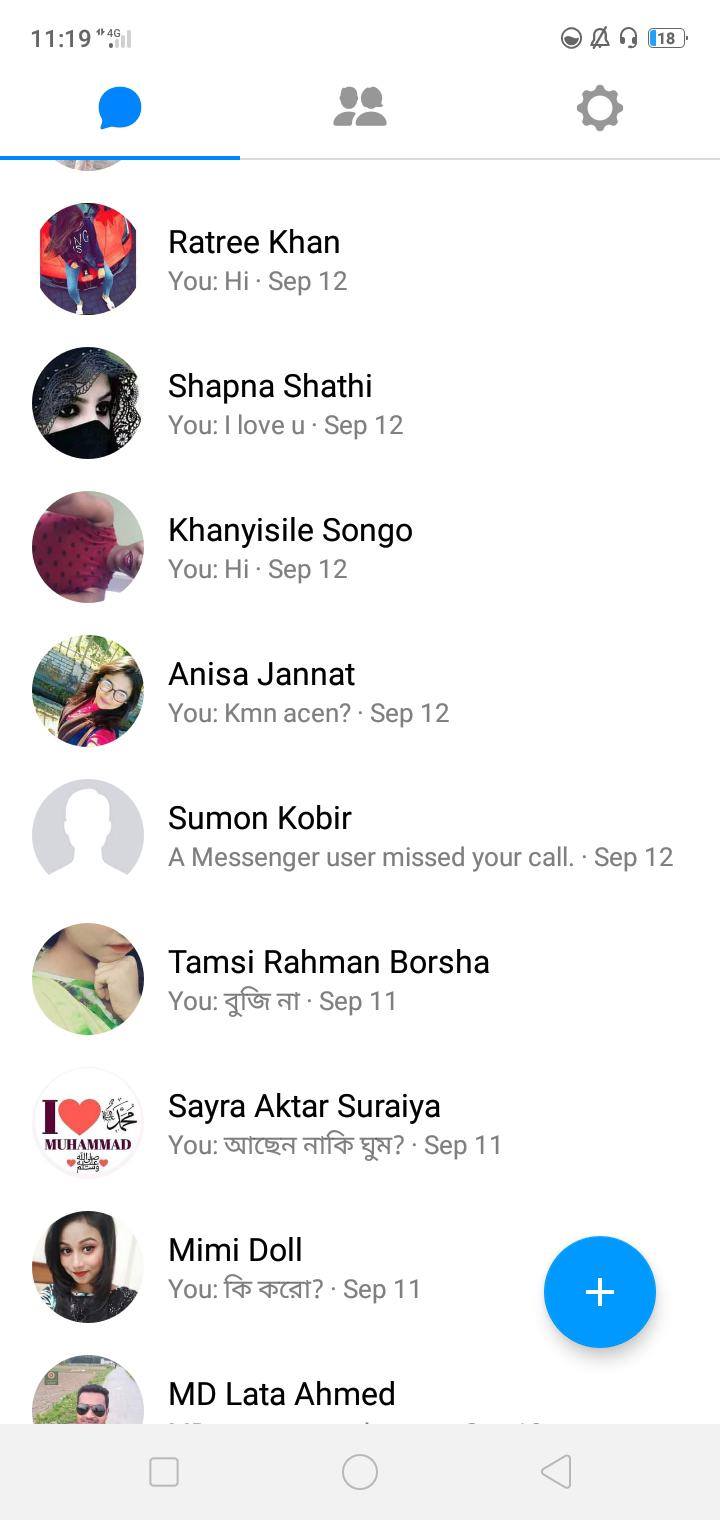 11:19 4G 18
Ratree Khan
You: Hi · Sep 12
Shapna Shathi
You: I love u · Sep 12
Khanyisile Songo
You: Hi · Sep 12
Anisa Jannat
You: Kmn acen? · Sep 12
Sumon Kobir
A Messenger user missed your call. · Sep 12
Tamsi Rahman Borsha
You: বুজি না · Sep 11
I ❤ محمد
MUHAMMAD
Sayra Aktar Suraiya
You: আছেন নাকি ঘুম? · Sep 11
Mimi Doll
You: কি করো? · Sep 11
MD Lata Ahmed